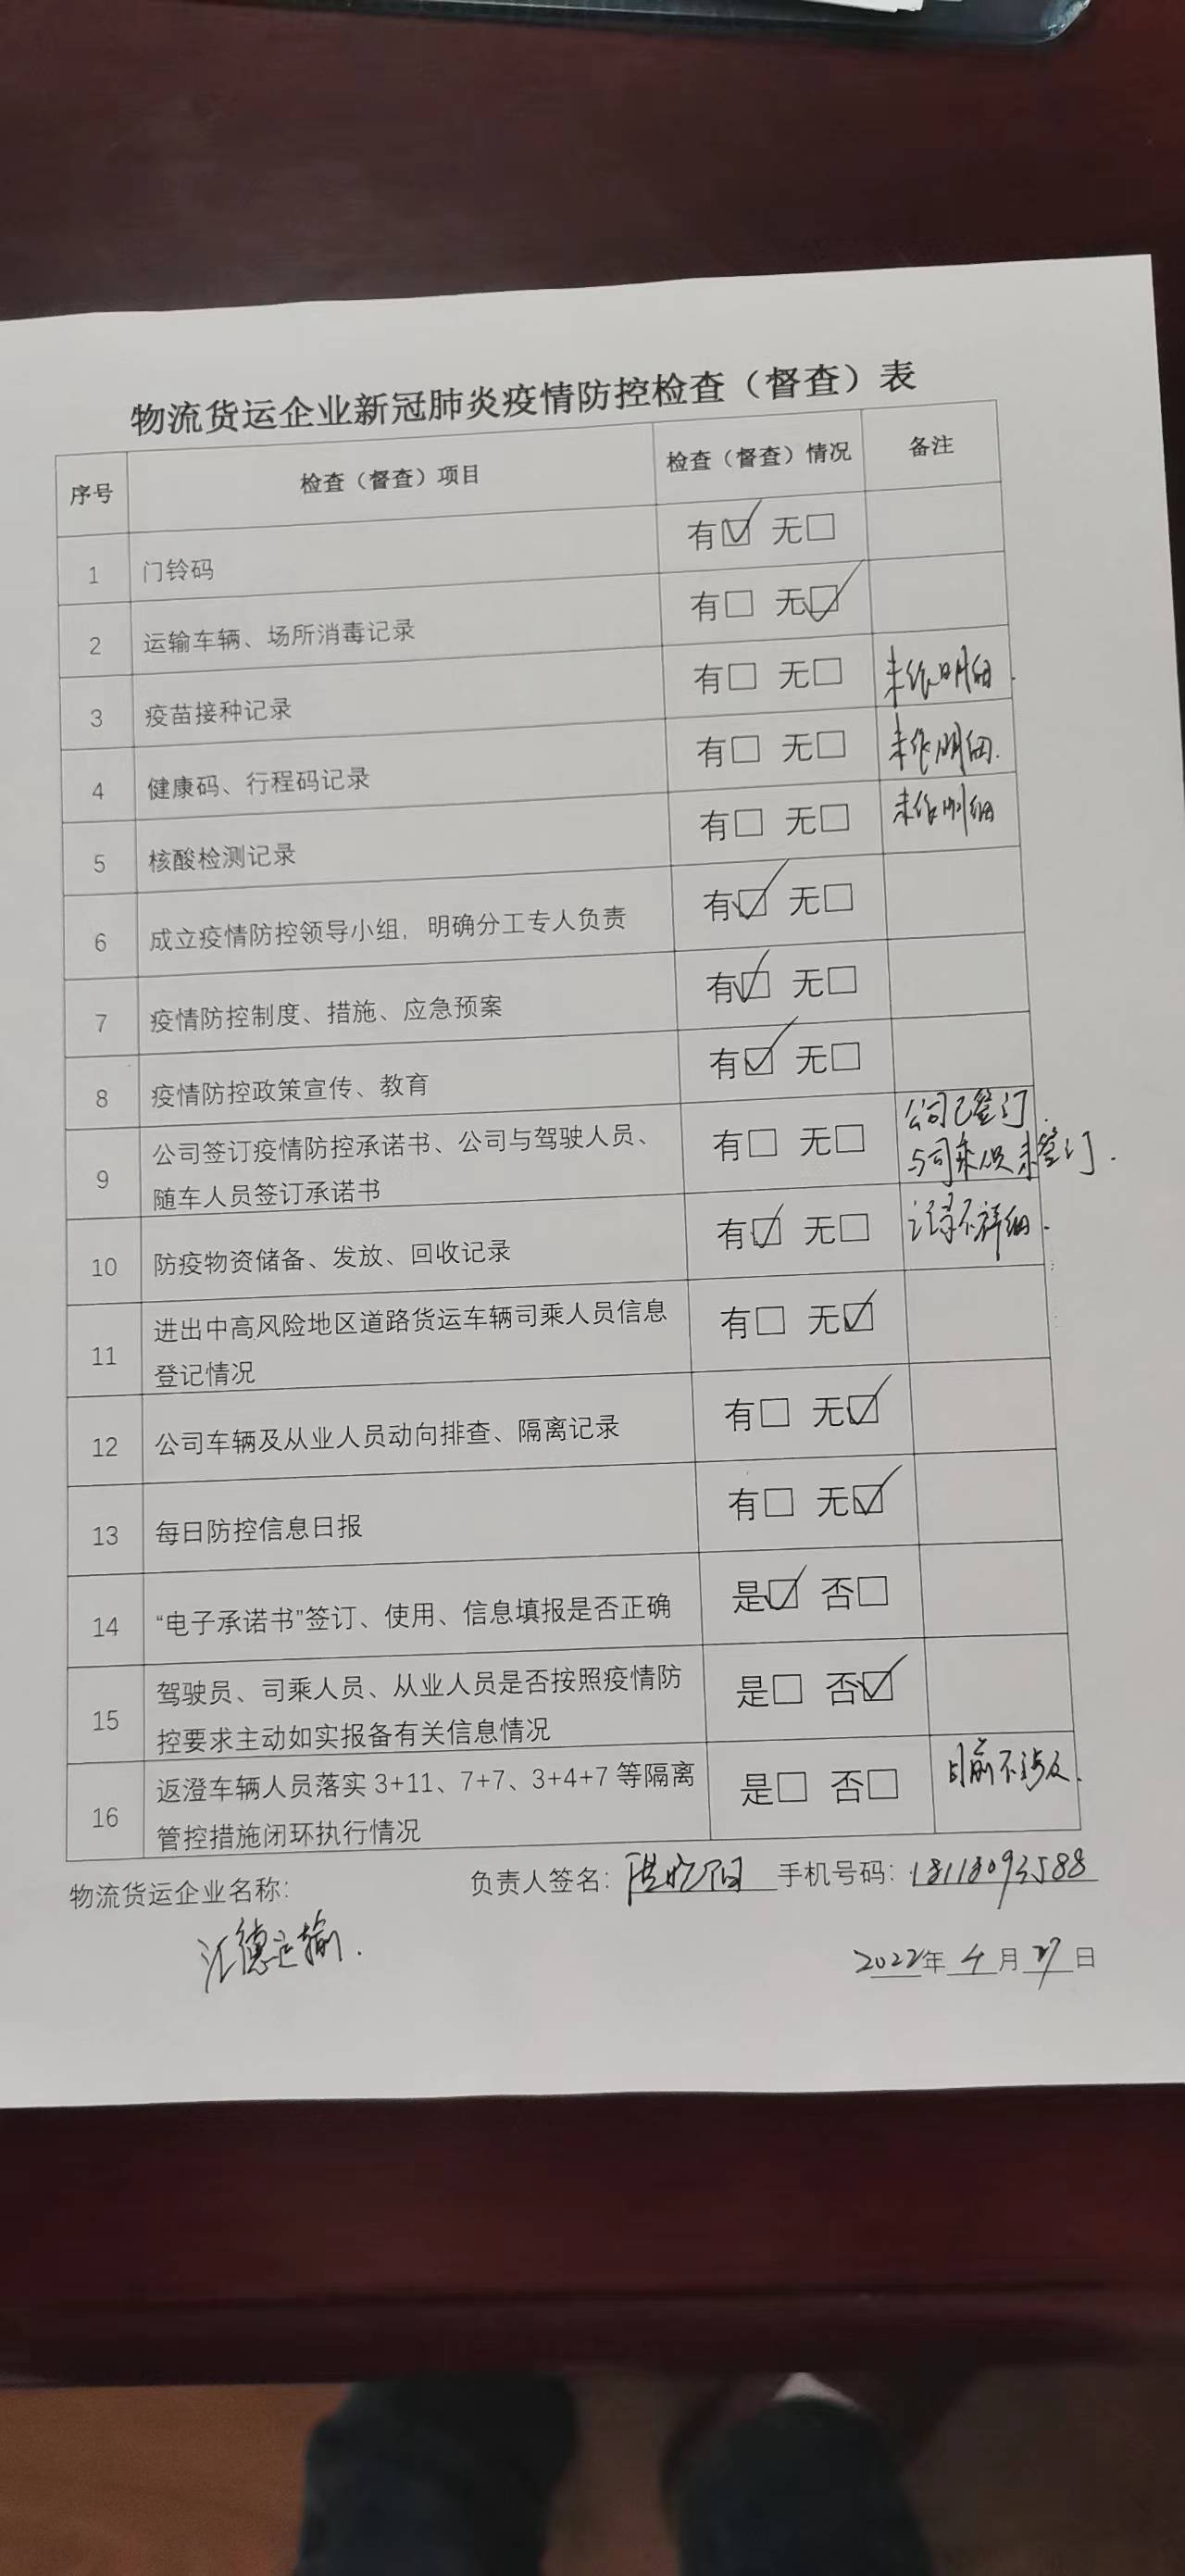 物流货运企业新冠肺炎疫情防控检查（督查）表
序号 检查（督查）项目 检查（督查）情况 备注
1 门铃码 有☑ 无□
2 运输车辆、场所消毒记录 有□ 无☑
3 疫苗接种记录 有□ 无□ 未作明细.
4 健康码、行程码记录 有□ 无□ 未作明细.
5 核酸检测记录 有□ 无□ 未作明细
6 成立疫情防控领导小组，明确分工专人负责 有☑ 无□
7 疫情防控制度、措施、应急预案 有☑ 无□
8 疫情防控政策宣传、教育 有☑ 无□
9 公司签订疫情防控承诺书、公司与驾驶人员、 有□ 无□ 公司已签订.
随车人员签订承诺书 与司乘人员未签订.
10 防疫物资储备、发放、回收记录 有☑ 无□ 记录不详细.
11 进出中高风险地区道路货运车辆司乘人员信息 有□ 无☑
登记情况
12 公司车辆及从业人员动向排查、隔离记录 有□ 无☑
13 每日防控信息日报 有□ 无☑
14 “电子承诺书”签订、使用、信息填报是否正确 是☑ 否□
15 驾驶员、司乘人员、从业人员是否按照疫情防 是□ 否☑
控要求主动如实报备有关信息情况
16 返澄车辆人员落实 3+11、7+7、3+4+7 等隔离 是□ 否□ 目前不涉及.
管控措施闭环执行情况
物流货运企业名称： 负责人签名： 手机号码：18118093588
汇德运输.
2022年 4 月 27 日